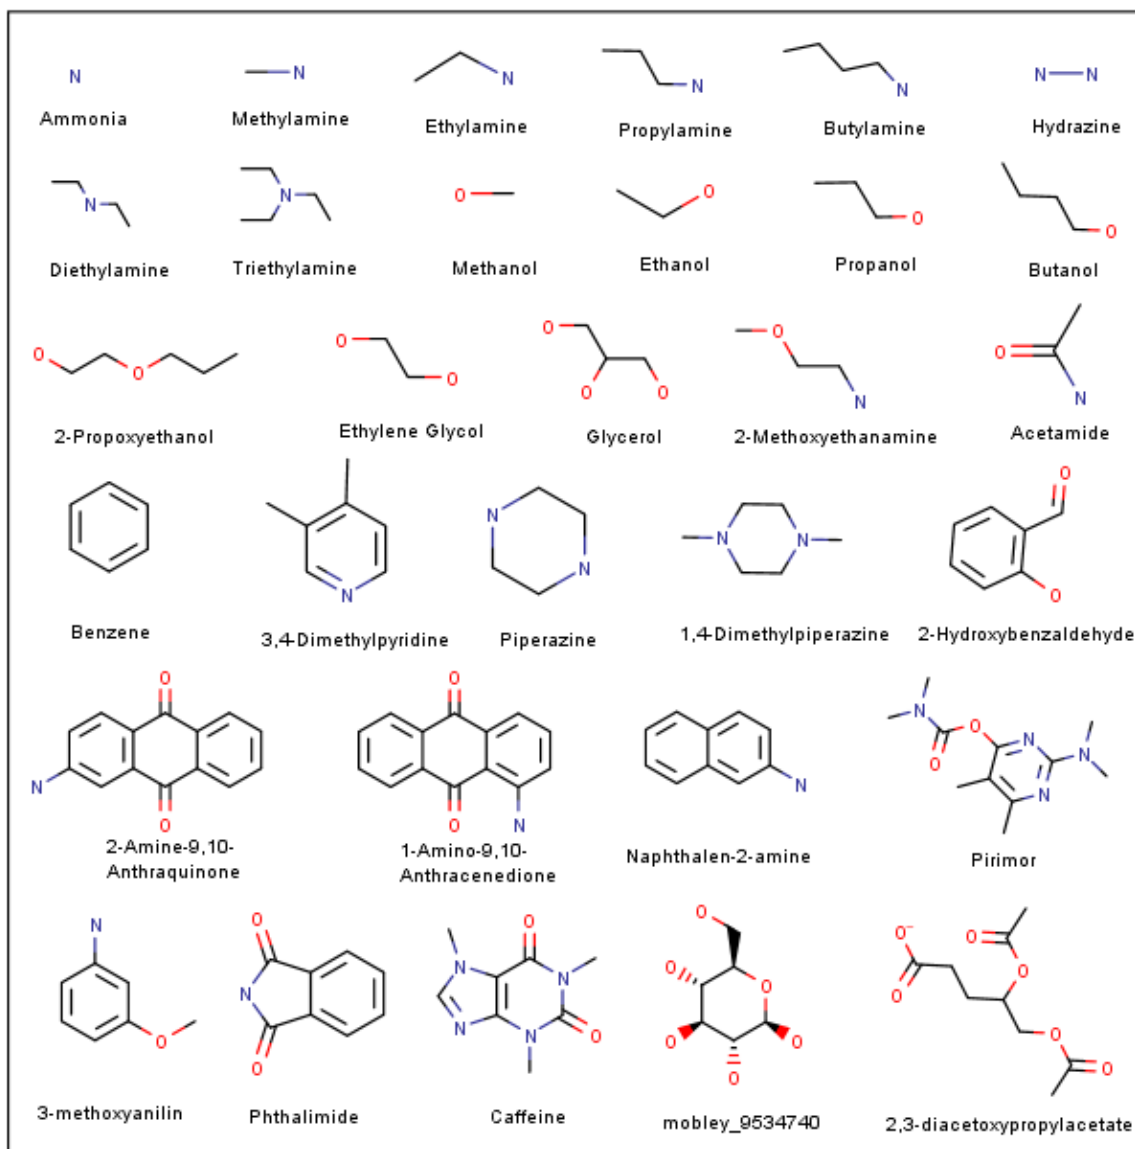 N
N
N
N
N
N N
Ammonia
Methylamine
Ethylamine
Propylamine
Butylamine
Hydrazine
N
N
O
O
O
O
Diethylamine
Triethylamine
Methanol
Ethanol
Propanol
Butanol
O
O
O
O
O
O
O
O
O
N
O
N
2-Propoxyethanol
Ethylene Glycol
Glycerol
2-Methoxyethanamine
Acetamide
N
N
N
N
N
O
O
Benzene
3,4-Dimethylpyridine
Piperazine
1,4-Dimethylpiperazine
2-Hydroxybenzaldehyde
O
O
N
O
O
N
N
N
O
O
N
N
N
2-Amine-9,10-
Anthraquinone
1-Amino-9,10-
Anthracenedione
Naphthalen-2-amine
Pirimor
N
O
O
N
O
N
N
O
N
O
N
O
O
O
O
O
O
O-
O
O
O
O
O
3-methoxyanilin
Phthalimide
Caffeine
mobley_9534740
2,3-diacetoxypropylacetate